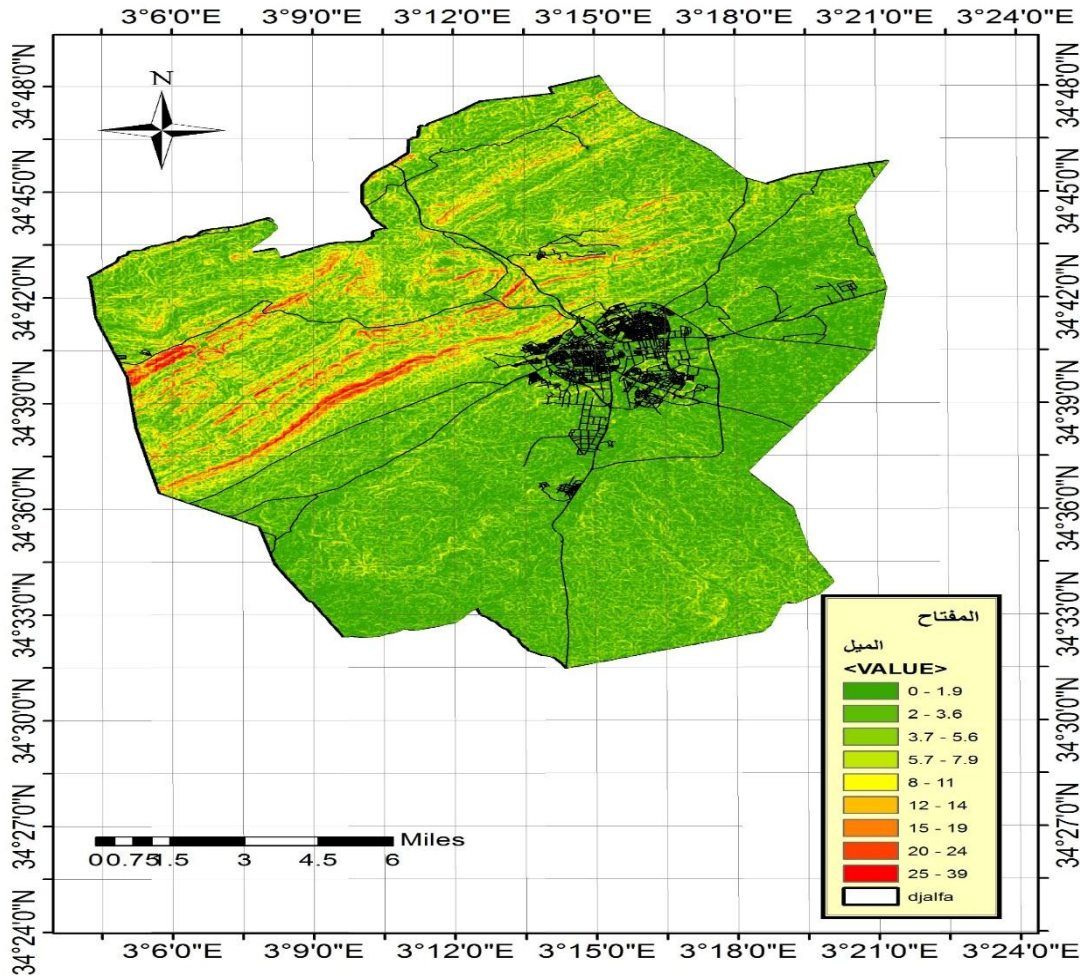 3°6'0"E 3°9'0"E 3°12'0"E 3°15'0"E 3°18'0"E 3°21'0"E 3°24'0"E
N
34°48'0"N 34°48'0"N
34°45'0"N 34°45'0"N
34°42'0"N 34°42'0"N
34°39'0"N 34°39'0"N
34°36'0"N 34°36'0"N
34°33'0"N 34°33'0"N
34°30'0"N 34°30'0"N
34°27'0"N 34°27'0"N
34°24'0"N 34°24'0"N
المفتاح
الميل
<VALUE>
0 - 1.9
2 - 3.6
3.7 - 5.6
5.7 - 7.9
8 - 11
12 - 14
15 - 19
20 - 24
25 - 39
djalfa
Miles
0 0.75 1.5 3 4.5 6
3°6'0"E 3°9'0"E 3°12'0"E 3°15'0"E 3°18'0"E 3°21'0"E 3°24'0"E